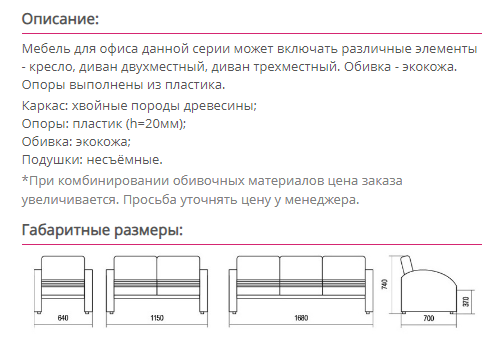 Описание:
Мебель для офиса данной серии может включать различные элементы
- кресло, диван двухместный, диван трехместный. Обивка - экокожа.
Опоры выполнены из пластика.
Каркас: хвойные породы древесины;
Опоры: пластик (h=20мм);
Обивка: экокожа;
Подушки: несъёмные.
*При комбинировании обивочных материалов цена заказа
увеличивается. Просьба уточнять цену у менеджера.
Габаритные размеры:
640
1150
1680
740
700
370